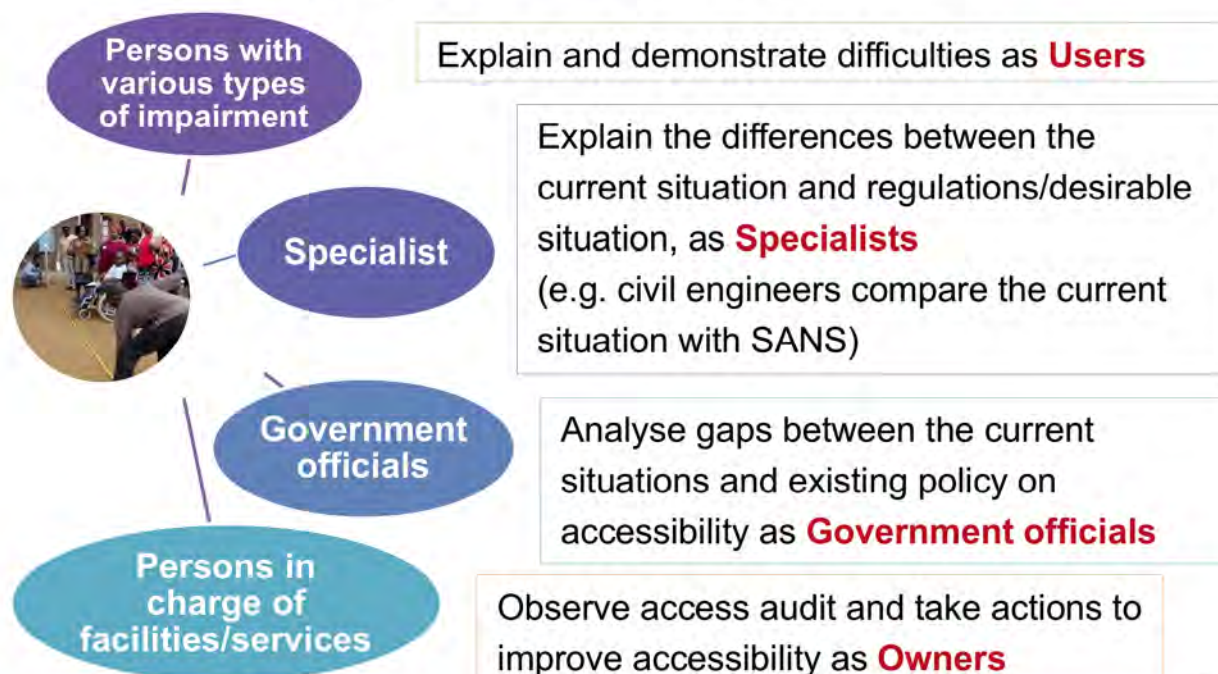 Persons with
various types
of impairment
Explain and demonstrate difficulties as Users
Specialist
Explain the differences between the
current situation and regulations/desirable
situation, as Specialists
(e.g. civil engineers compare the current
situation with SANS)
Government
officials
Analyse gaps between the current
situations and existing policy on
accessibility as Government officials
Persons in
charge of
facilities/services
Observe access audit and take actions to
improve accessibility as Owners